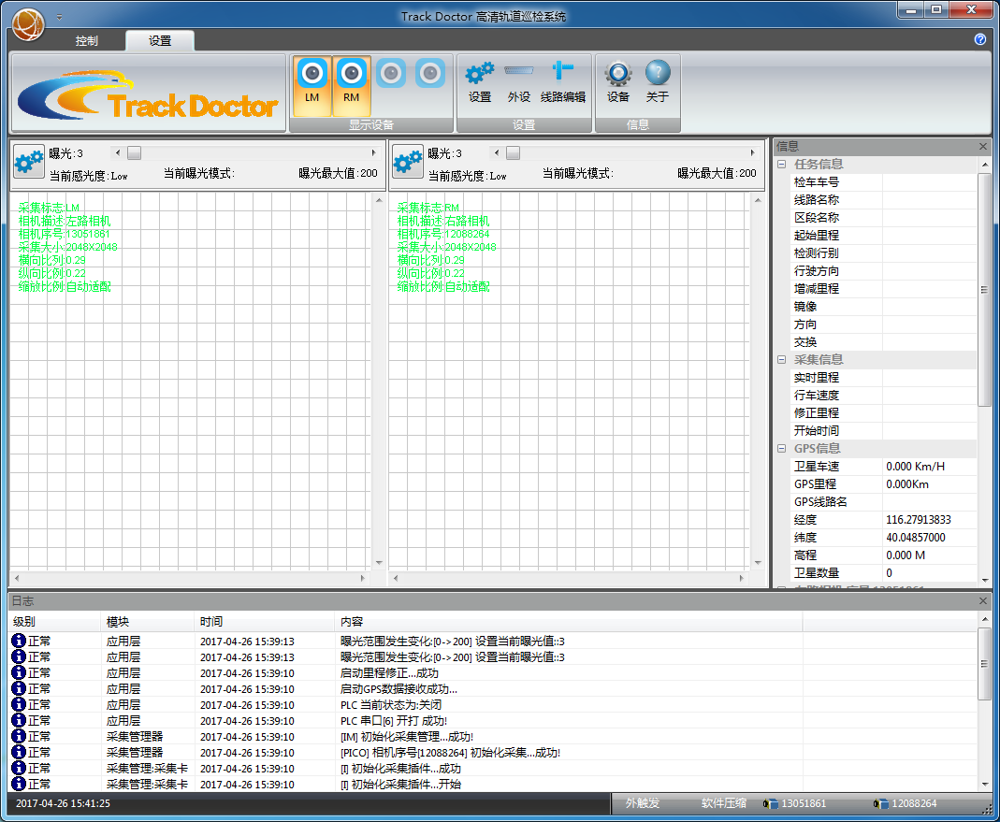 Track Doctor 高清轨道巡检系统
控制 设置
Track Doctor
LM RM
显示设备
设置 外设 线路编辑
设置
设备 关于
信息
曝光:3
当前感光度:Low 当前曝光模式: 曝光最大值:200
采集标志:LM
相机描述:左路相机
相机序号:13051861
采集大小:2048X2048
横向比列:0.29
纵向比例:0.22
缩放比例:自动适配
曝光:3
当前感光度:Low 当前曝光模式: 曝光最大值:200
采集标志:RM
相机描述:右路相机
相机序号:12088264
采集大小:2048X2048
横向比列:0.29
纵向比例:0.22
缩放比例:自动适配
信息
任务信息
检车车号
线路名称
区段名称
起始里程
检测行别
行驶方向
增减里程
镜像
方向
交换
采集信息
实时里程
行车速度
修正里程
开始时间
GPS信息
卫星车速 0.000 Km/H
GPS里程 0.000Km
GPS线路名
经度 116.27913833
纬度 40.04857000
高程 0.000 M
卫星数量 0
日志
级别 模块 时间 内容
正常 应用层 2017-04-26 15:39:13 曝光范围发生变化:[0->200] 设置当前曝光值::3
正常 应用层 2017-04-26 15:39:13 曝光范围发生变化:[0->200] 设置当前曝光值::3
正常 应用层 2017-04-26 15:39:10 启动里程修正...成功
正常 应用层 2017-04-26 15:39:10 启动GPS数据接收成功...
正常 应用层 2017-04-26 15:39:10 PLC 当前状态为:关闭
正常 应用层 2017-04-26 15:39:10 PLC 串口[6] 开打 成功!
正常 采集管理器 2017-04-26 15:39:10 [IM] 初始化采集管理...成功!
正常 采集管理器 2017-04-26 15:39:10 [PICO] 相机序号[12088264] 初始化采集...成功!
正常 采集管理:采集卡 2017-04-26 15:39:10 [I] 初始化采集插件...成功
正常 采集管理:采集卡 2017-04-26 15:39:10 [I] 初始化采集插件...开始
2017-04-26 15:41:25 外触发 软件压缩 13051861 12088264